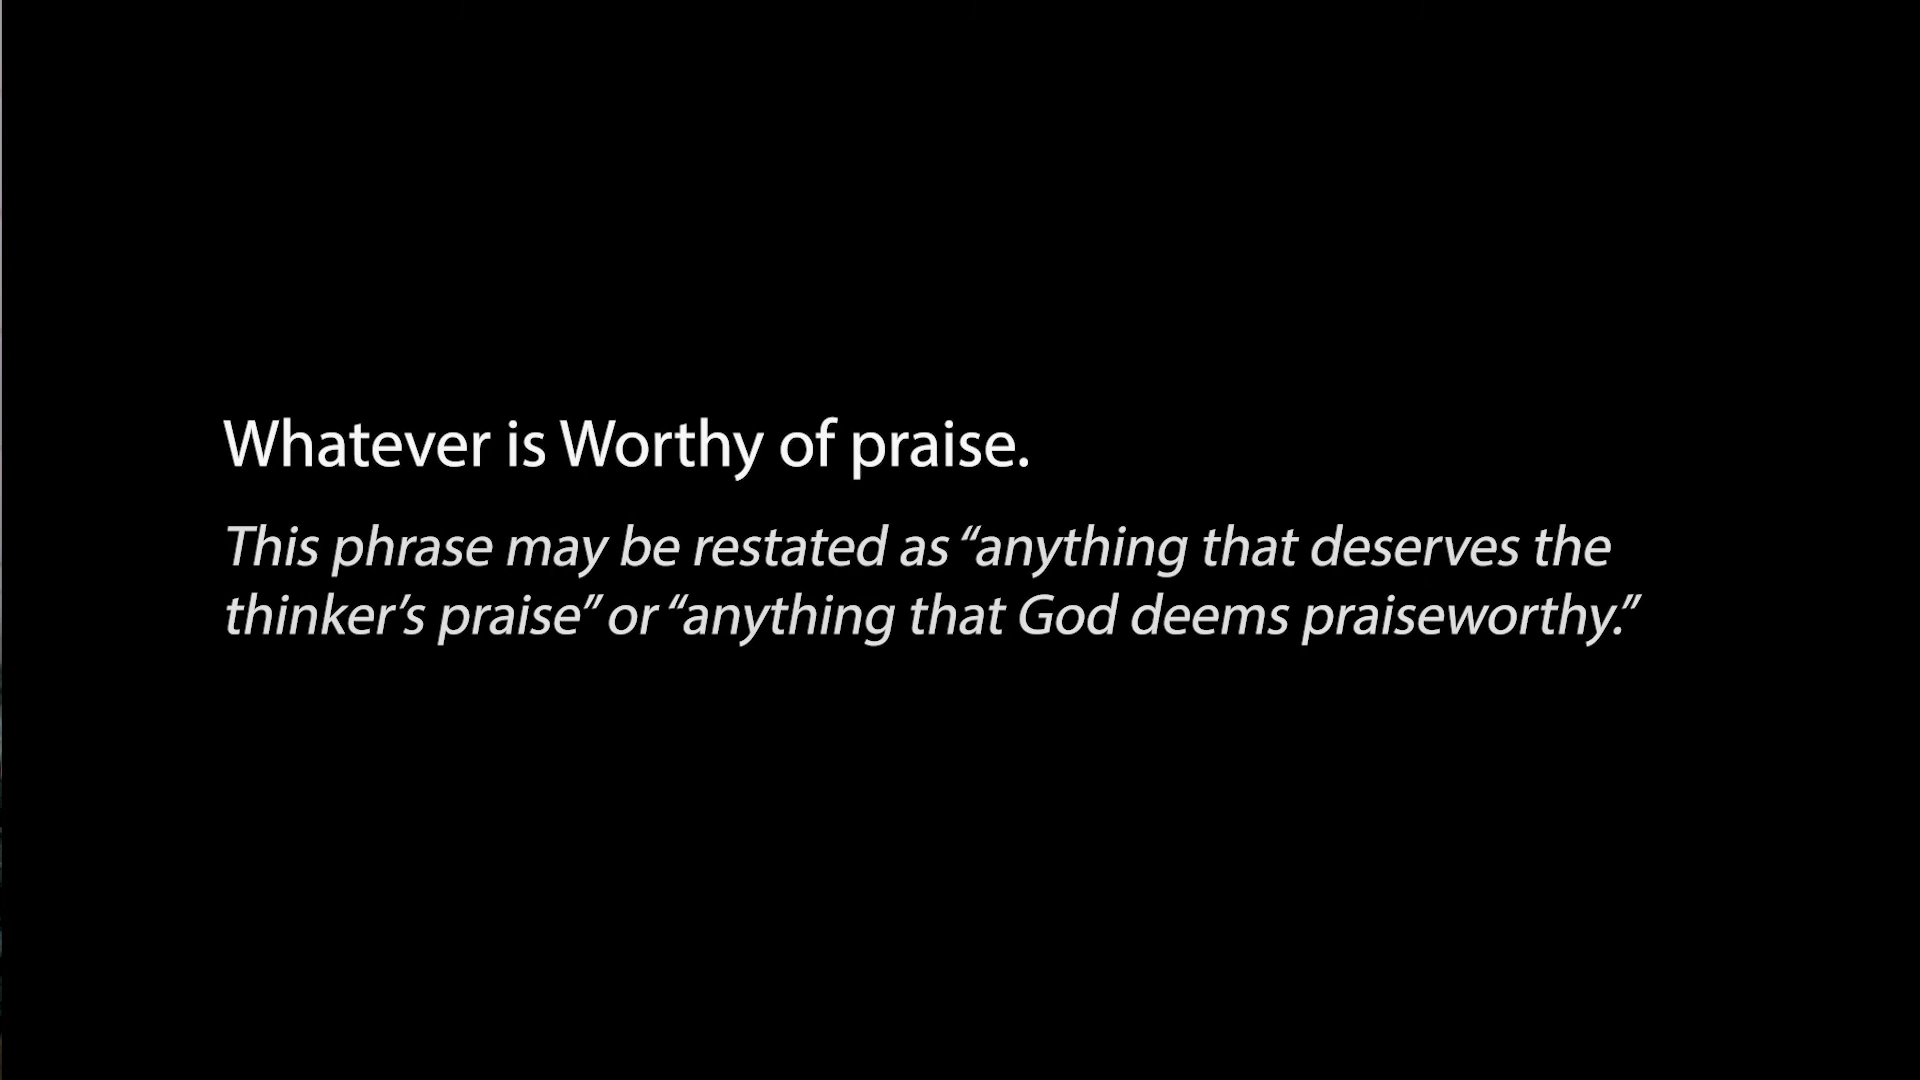 Whatever is Worthy of praise.
This phrase may be restated as “anything that deserves the
thinker’s praise” or “anything that God deems praiseworthy.”